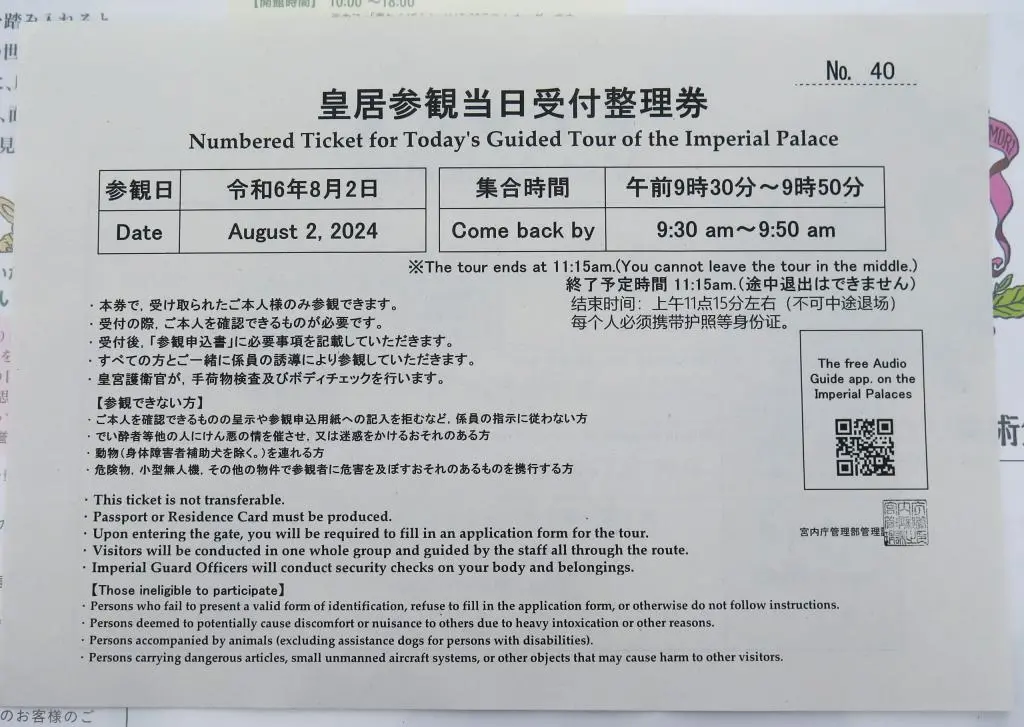 【開館時間】 10:00 ～18:00
No. 40
皇居参観当日受付整理券
Numbered Ticket for Today's Guided Tour of the Imperial Palace
参観日 令和6年8月2日 集合時間 午前9時30分～9時50分
Date August 2, 2024 Come back by 9:30 am～9:50 am
※The tour ends at 11:15am.(You cannot leave the tour in the middle.)
終了予定時間 11:15am.(途中退出はできません)
结束时间：上午11点15分左右（不可中途退场）
每个人必须携带护照等身份证。
・本券で，受け取られたご本人様のみ参観できます。
・受付の際，ご本人を確認できるものが必要です。
・受付後，「参観申込書」に必要事項を記載していただきます。
・すべての方とご一緒に係員の誘導により参観していただきます。
・皇宮護衛官が，手荷物検査及びボディチェックを行います。
【参観できない方】
・ご本人を確認できるものの呈示や参観申込用紙への記入を拒むなど，係員の指示に従わない方
・でい酔者等他の人にけん悪の情を催させ，又は迷惑をかけるおそれのある方
・動物(身体障害者補助犬を除く。)を連れる方
・危険物，小型無人機，その他の物件で参観者に危害を及ぼすおそれのあるものを携行する方
The free Audio
Guide app. on the
Imperial Palaces
宮内庁管理部管理
・This ticket is not transferable.
・Passport or Residence Card must be produced.
・Upon entering the gate, you will be required to fill in an application form for the tour.
・Visitors will be conducted in one whole group and guided by the staff all through the route.
・Imperial Guard Officers will conduct security checks on your body and belongings.
【Those ineligible to participate】
・Persons who fail to present a valid form of identification, refuse to fill in the application form, or otherwise do not follow instructions.
・Persons deemed to potentially cause discomfort or nuisance to others due to heavy intoxication or other reasons.
・Persons accompanied by animals (excluding assistance dogs for persons with disabilities).
・Persons carrying dangerous articles, small unmanned aircraft systems, or other objects that may cause harm to other visitors.
MORI
術
のお客様のご